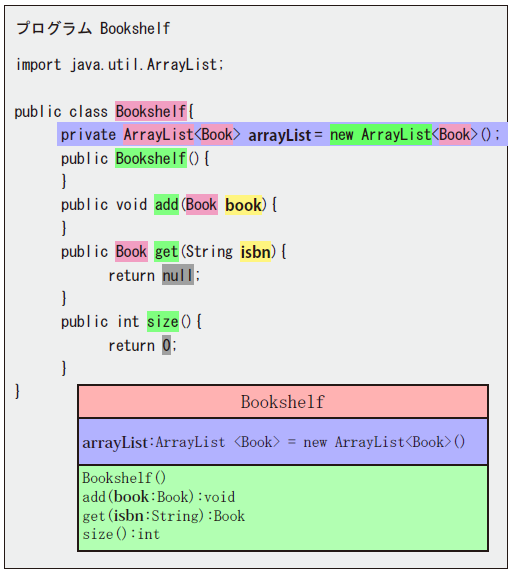 プログラム Bookshelf
import java.util.ArrayList;
public class Bookshelf{
private ArrayList<Book> arrayList = new ArrayList<Book>();
public Bookshelf(){
}
public void add(Book book){
}
public Book get(String isbn){
return null;
}
public int size(){
return 0;
}
}
Bookshelf
arrayList:ArrayList <Book> = new ArrayList<Book>()
Bookshelf()
add(book:Book):void
get(isbn:String):Book
size():int